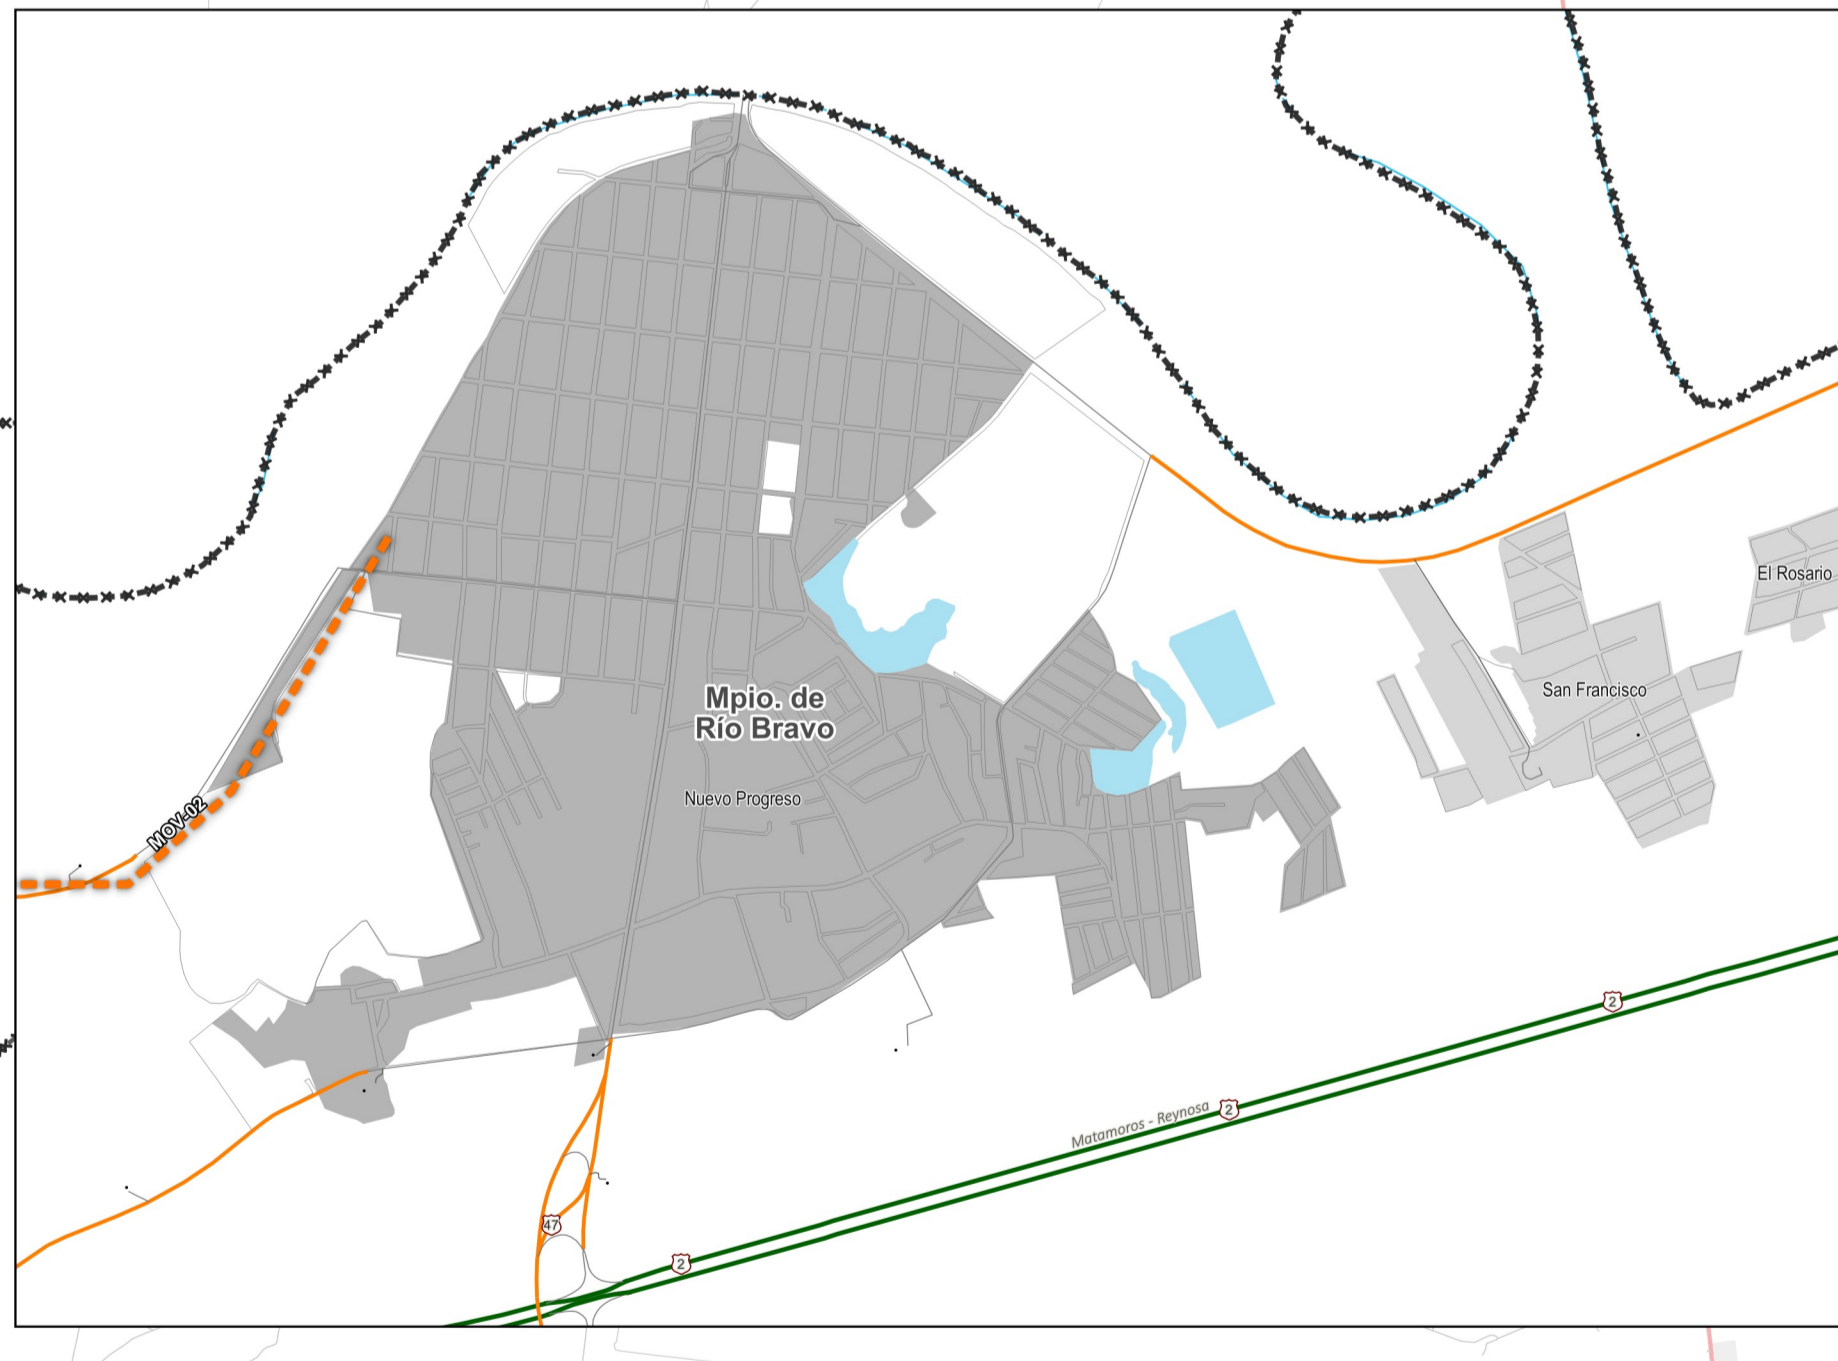 El Rosario
San Francisco
Mpio. de
Río Bravo
Nuevo Progreso
MOV-02
2
Matamoros - Reynosa
2
47
2